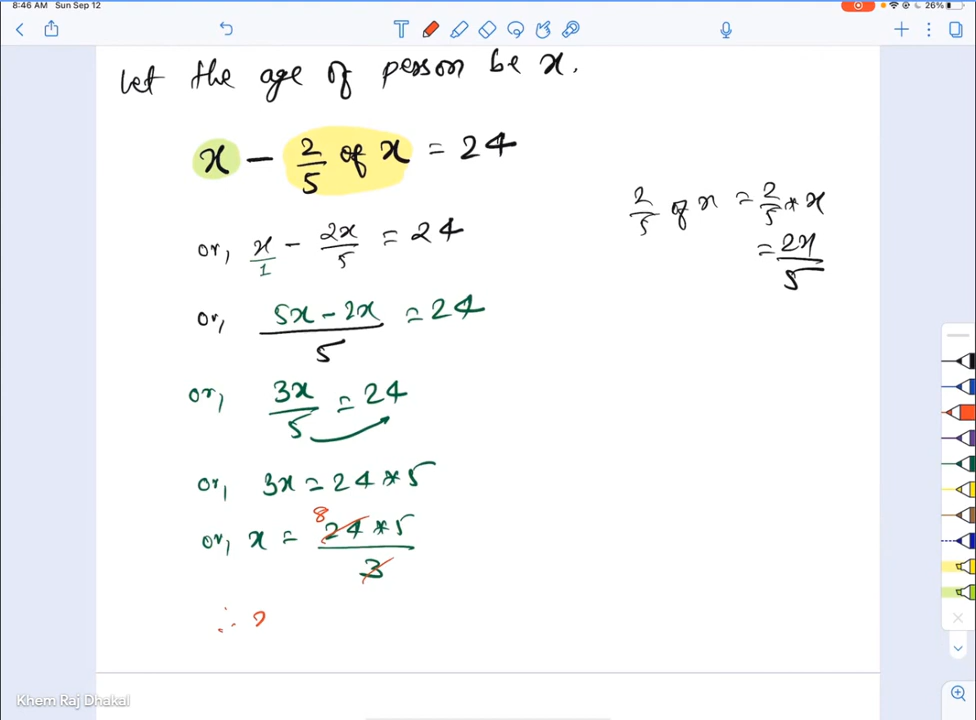 8:46 AM Sun Sep 12
26%
T
Let the age of person be x.
x - 2/5 of x = 24
2/5 of x = 2/5 * x
= 2x/5
or, x/1 - 2x/5 = 24
or, (5x - 2x)/5 = 24
or, 3x/5 = 24
or, 3x = 24 * 5
8
or, x = (24 * 5)/3
∴
Khem Raj Dhakal